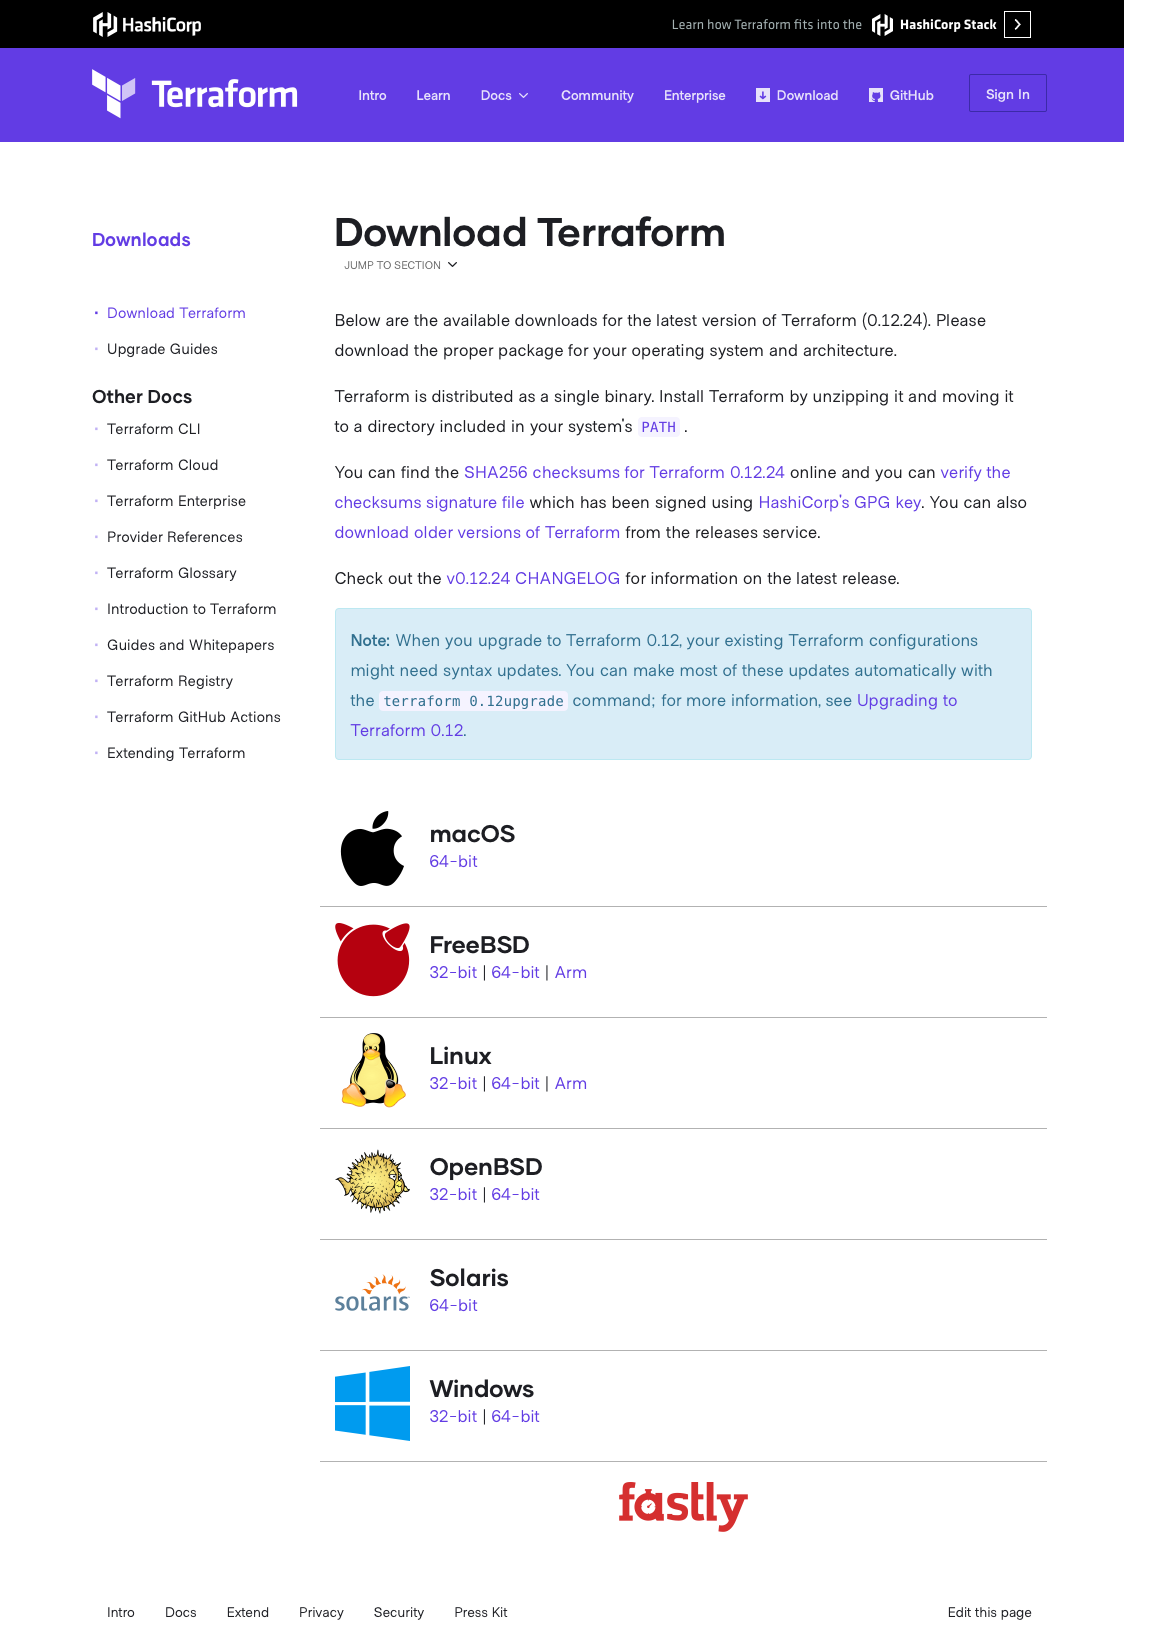 HashiCorp
Learn how Terraform fits into the HashiCorp Stack
Terraform
Intro Learn Docs Community Enterprise Download GitHub Sign In
Downloads
Download Terraform
Upgrade Guides
Other Docs
Terraform CLI
Terraform Cloud
Terraform Enterprise
Provider References
Terraform Glossary
Introduction to Terraform
Guides and Whitepapers
Terraform Registry
Terraform GitHub Actions
Extending Terraform
Download Terraform
JUMP TO SECTION
Below are the available downloads for the latest version of Terraform (0.12.24). Please
download the proper package for your operating system and architecture.
Terraform is distributed as a single binary. Install Terraform by unzipping it and moving it
to a directory included in your system's PATH .
You can find the SHA256 checksums for Terraform 0.12.24 online and you can verify the
checksums signature file which has been signed using HashiCorp's GPG key. You can also
download older versions of Terraform from the releases service.
Check out the v0.12.24 CHANGELOG for information on the latest release.
Note: When you upgrade to Terraform 0.12, your existing Terraform configurations
might need syntax updates. You can make most of these updates automatically with
the terraform 0.12upgrade command; for more information, see Upgrading to
Terraform 0.12.
macOS
64-bit
FreeBSD
32-bit | 64-bit | Arm
Linux
32-bit | 64-bit | Arm
OpenBSD
32-bit | 64-bit
solaris
Solaris
64-bit
Windows
32-bit | 64-bit
fastly
Intro Docs Extend Privacy Security Press Kit Edit this page